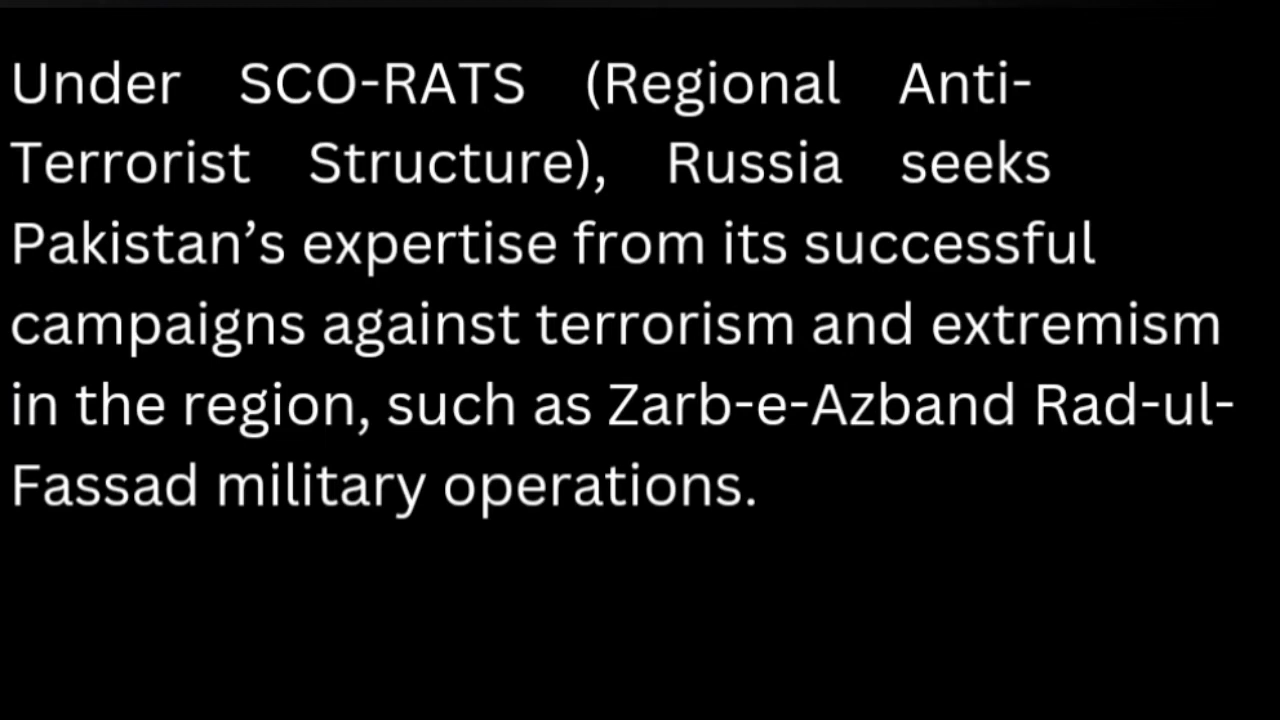 Under SCO-RATS (Regional Anti-
Terrorist Structure), Russia seeks
Pakistan’s expertise from its successful
campaigns against terrorism and extremism
in the region, such as Zarb-e-Azband Rad-ul-
Fassad military operations.